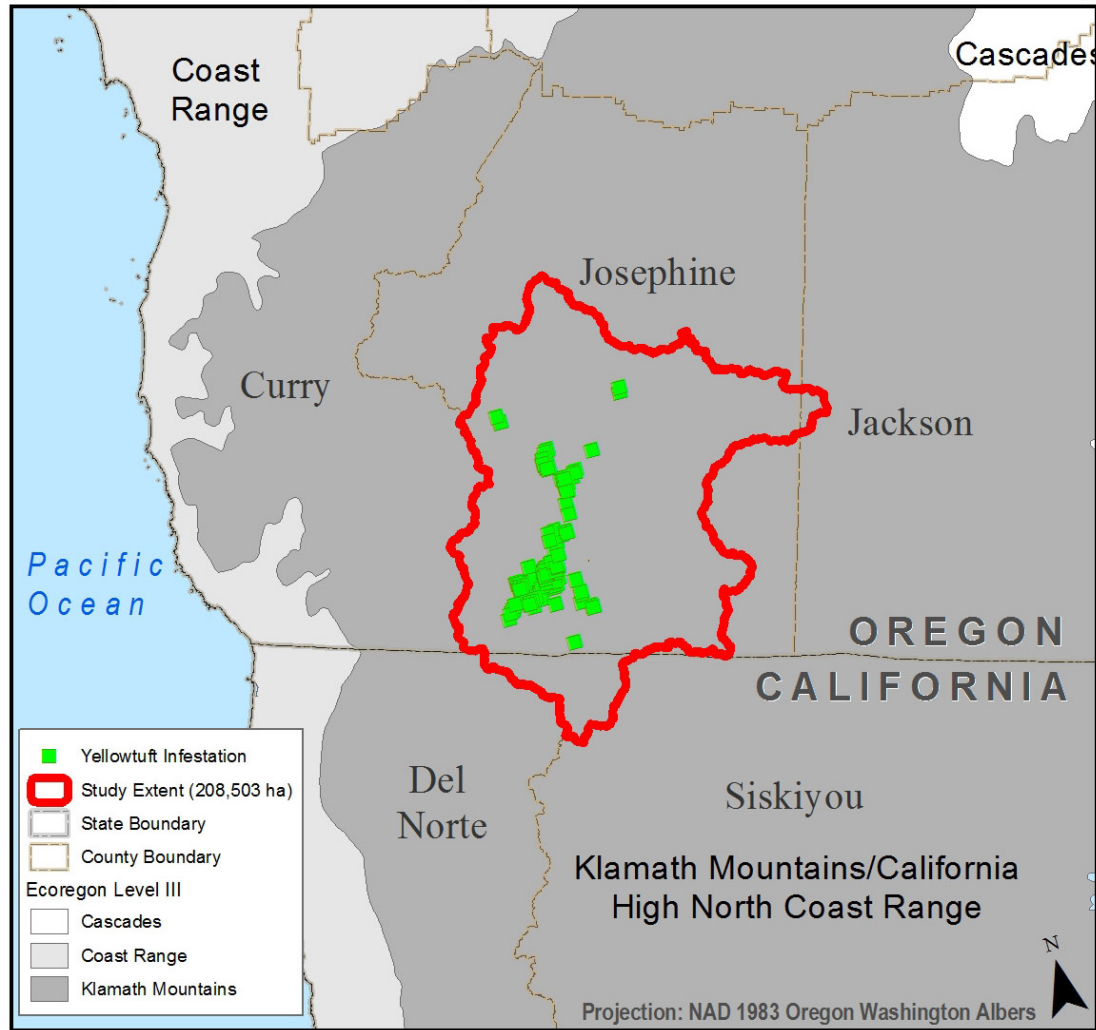 Coast
Range
Cascades
Josephine
Curry
Jackson
Pacific
Ocean
OREGON
CALIFORNIA
Del
Norte
Siskiyou
Klamath Mountains/California
High North Coast Range
Yellowtuft Infestation
Study Extent (208,503 ha)
State Boundary
County Boundary
Ecoregon Level III
Cascades
Coast Range
Klamath Mountains
N
Projection: NAD 1983 Oregon Washington Albers